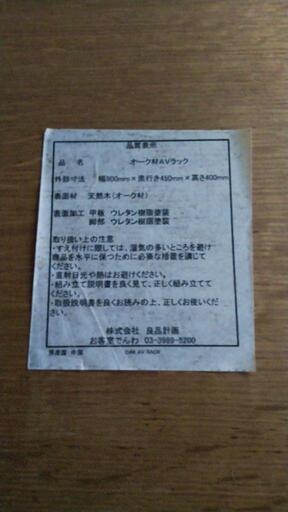 品質表示
品 名 オーク材AVラック
外形寸法 幅900mm×奥行き450mm×高さ400mm
表面材 天然木(オーク材)
表面加工 甲板 ウレタン樹脂塗装
脚部 ウレタン樹脂塗装
取り扱い上の注意
・すえ付けに際しては、湿気の多いところを避け
商品を水平に保つために必要な措置を講じて
ください。
・直射日光や熱はお避けください。
・組み立て説明書を良く見て、正しく組み立てて
ください。
・取扱説明書を良くお読みの上、正しくお使いくだ
さい。
株式会社 良品計画
お客室でんわ 03-3989-5200
原産国 中国 OAK AV RACK